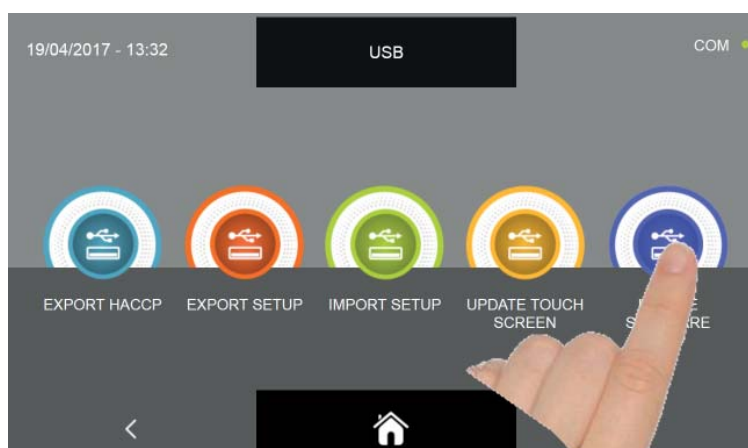 19/04/2017 - 13:32
USB
COM
EXPORT HACCP
EXPORT SETUP
IMPORT SETUP
UPDATE TOUCH
SCREEN